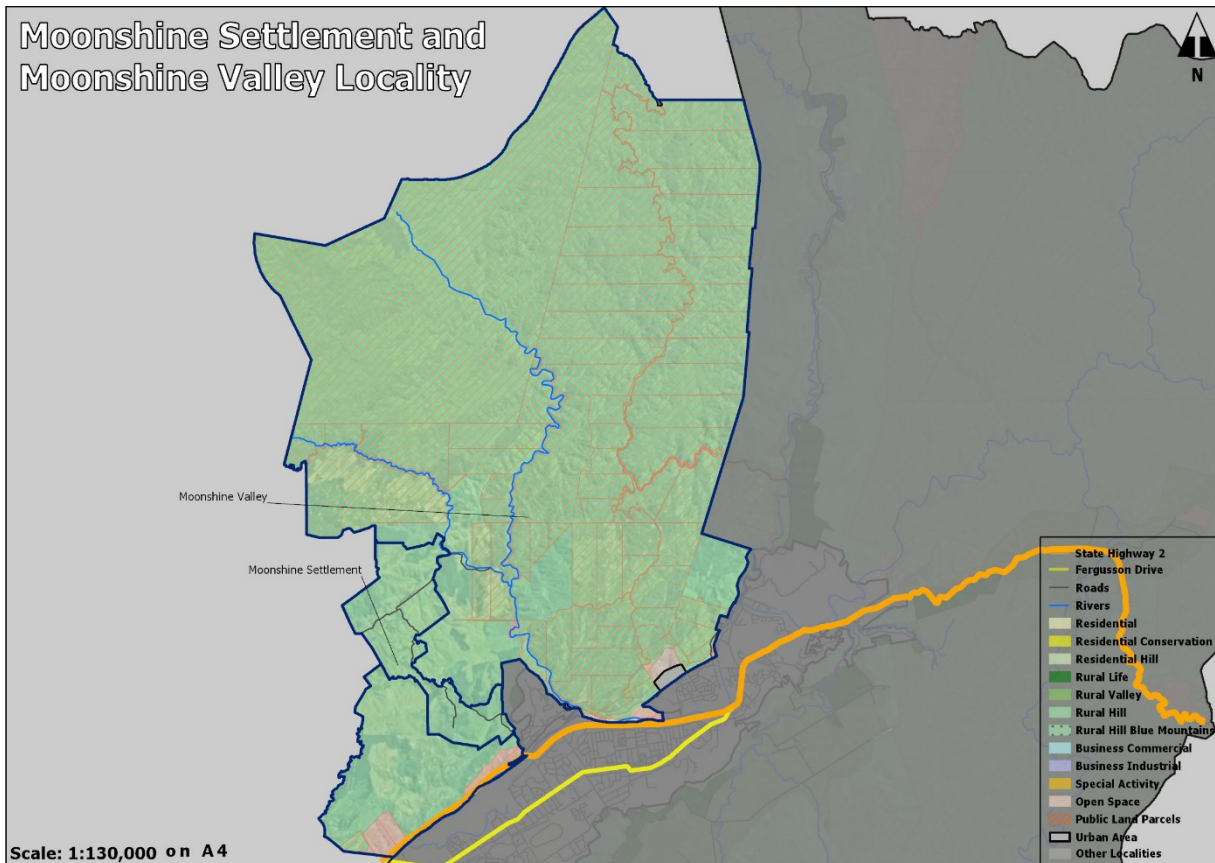 Moonshine Settlement and
Moonshine Valley Locality
N
Moonshine Valley
Moonshine Settlement
State Highway 2
Fergusson Drive
Roads
Rivers
Residential
Residential Conservation
Residential Hill
Rural Life
Rural Valley
Rural Hill
Rural Hill Blue Mountains
Business Commercial
Business Industrial
Special Activity
Open Space
Public Land Parcels
Urban Area
Other Localities
Scale: 1:130,000 on A4